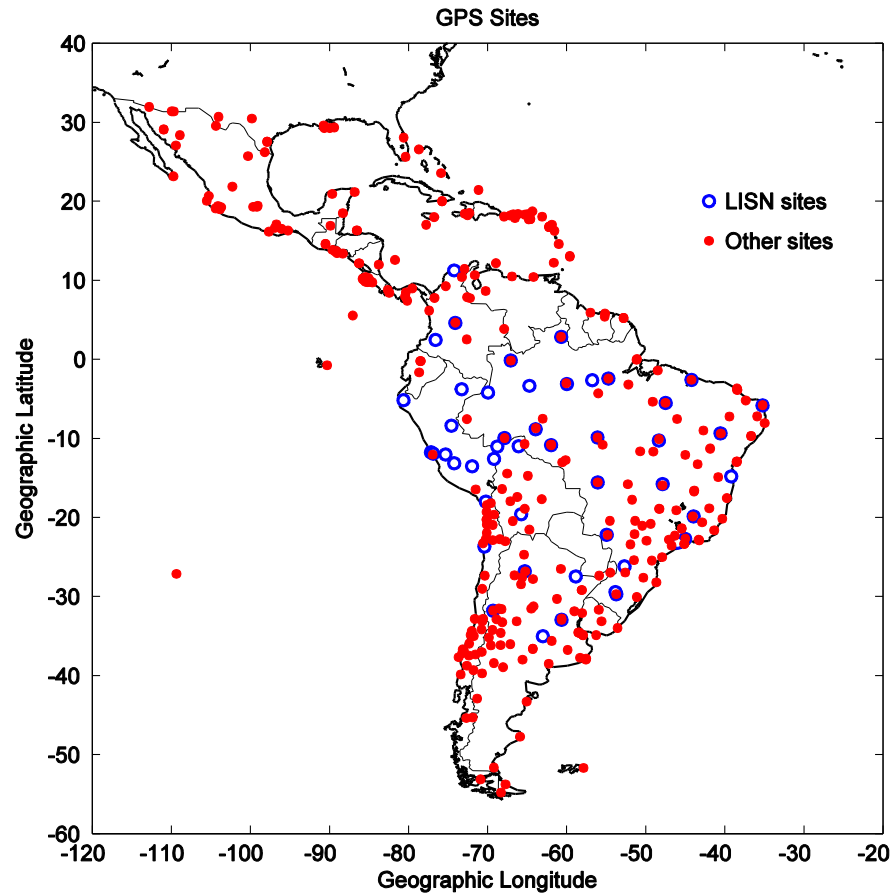 GPS Sites
40
30
20
10
0
-10
-20
-30
-40
-50
-60
Geographic Latitude
LISN sites
Other sites
-120 -110 -100 -90 -80 -70 -60 -50 -40 -30 -20
Geographic Longitude